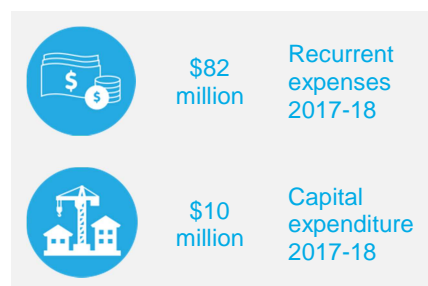 $
$
$82
million
Recurrent
expenses
2017-18
$10
million
Capital
expenditure
2017-18